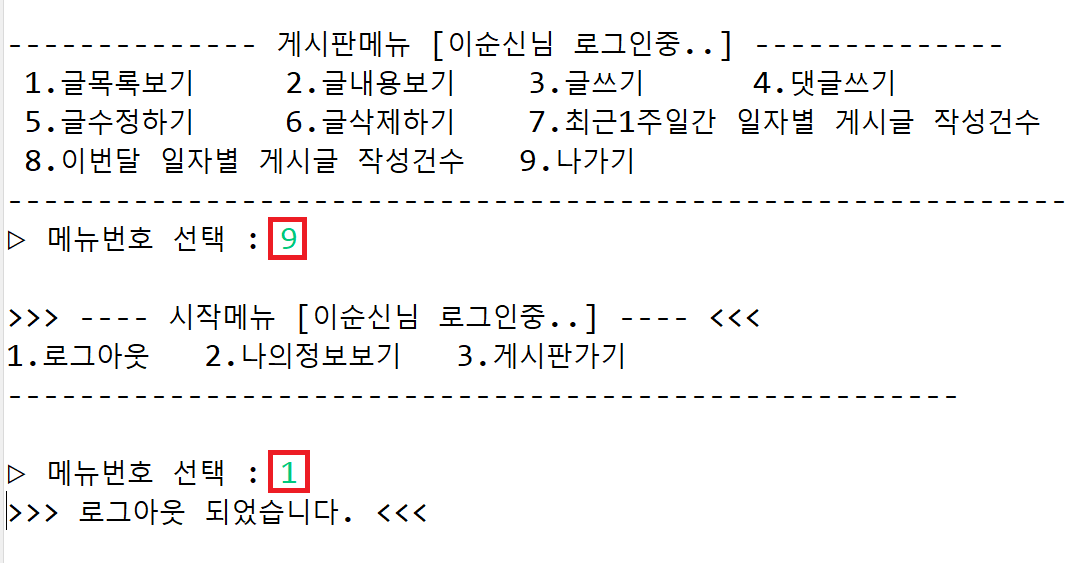 -------------- 게시판메뉴 [이순신님 로그인중..] --------------
1.글목록보기 2.글내용보기 3.글쓰기 4.댓글쓰기
5.글수정하기 6.글삭제하기 7.최근1주일간 일자별 게시글 작성건수
8.이번달 일자별 게시글 작성건수 9.나가기
-----------------------------------------------------------
▷ 메뉴번호 선택 : 9
>>> ---- 시작메뉴 [이순신님 로그인중..] ---- <<<
1.로그아웃 2.나의정보보기 3.게시판가기
-----------------------------------------------------
▷ 메뉴번호 선택 : 1
>>> 로그아웃 되었습니다. <<<